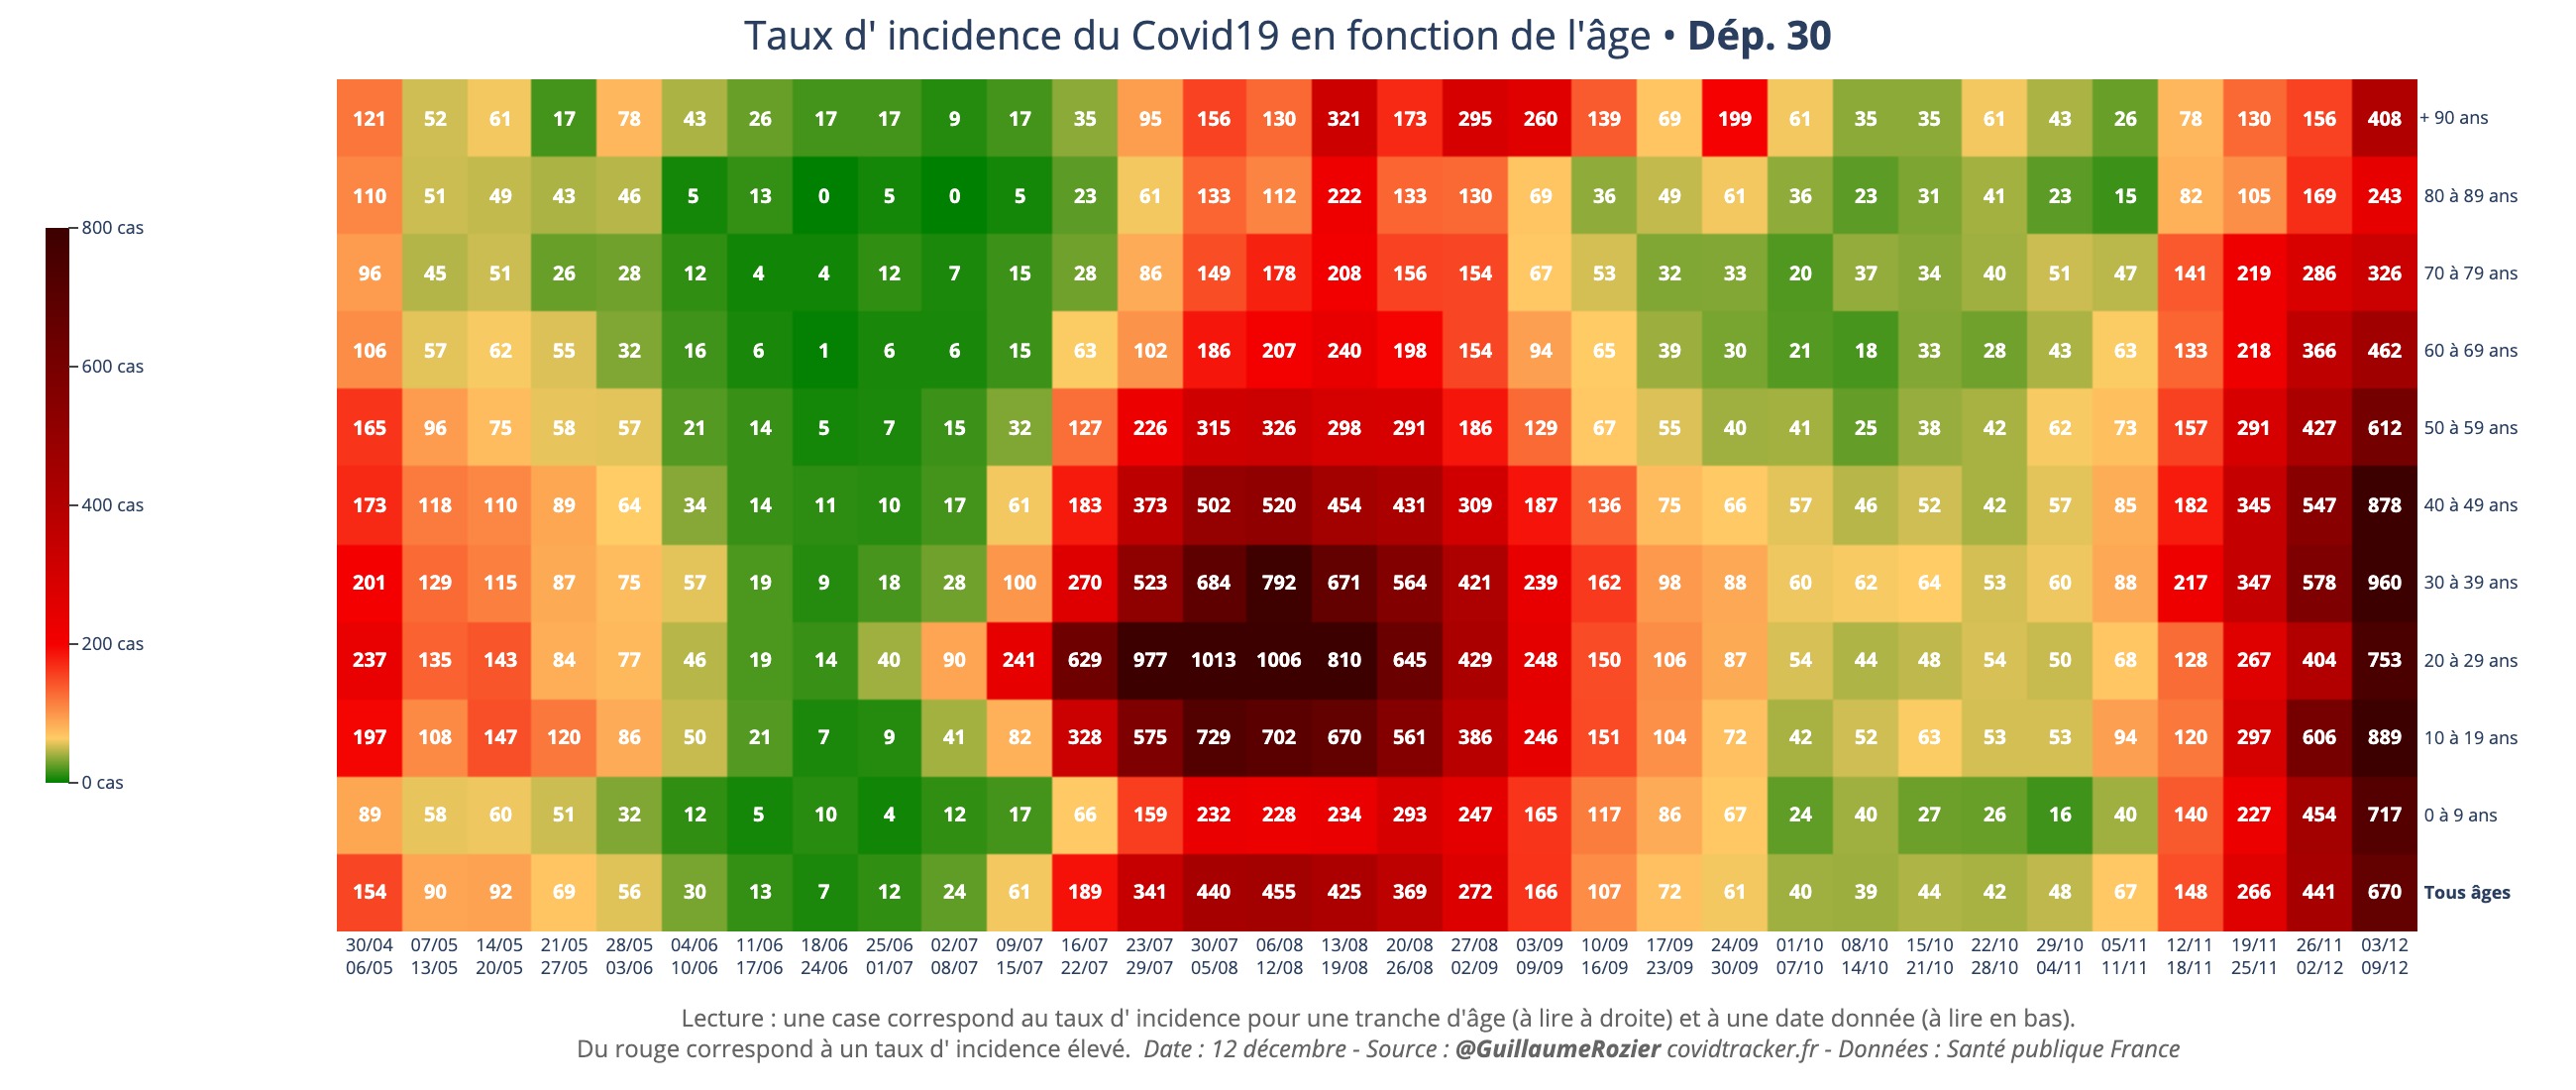 Taux d' incidence du Covid19 en fonction de l'âge • Dép. 30
800 cas
600 cas
400 cas
200 cas
0 cas
121 52 61 17 78 43 26 17 17 9 17 35 95 156 130 321 173 295 260 139 69 199 61 35 35 61 43 26 78 130 156 408 + 90 ans
110 51 49 43 46 5 13 0 5 0 5 23 61 133 112 222 133 130 69 36 49 61 36 23 31 41 23 15 82 105 169 243 80 à 89 ans
96 45 51 26 28 12 4 4 12 7 15 28 86 149 178 208 156 154 67 53 32 33 20 37 34 40 51 47 141 219 286 326 70 à 79 ans
106 57 62 55 32 16 6 1 6 6 15 63 102 186 207 240 198 154 94 65 39 30 21 18 33 28 43 63 133 218 366 462 60 à 69 ans
165 96 75 58 57 21 14 5 7 15 32 127 226 315 326 298 291 186 129 67 55 40 41 25 38 42 62 73 157 291 427 612 50 à 59 ans
173 118 110 89 64 34 14 11 10 17 61 183 373 502 520 454 431 309 187 136 75 66 57 46 52 42 57 85 182 345 547 878 40 à 49 ans
201 129 115 87 75 57 19 9 18 28 100 270 523 684 792 671 564 421 239 162 98 88 60 62 64 53 60 88 217 347 578 960 30 à 39 ans
237 135 143 84 77 46 19 14 40 90 241 629 977 1013 1006 810 645 429 248 150 106 87 54 44 48 54 50 68 128 267 404 753 20 à 29 ans
197 108 147 120 86 50 21 7 9 41 82 328 575 729 702 670 561 386 246 151 104 72 42 52 63 53 53 94 120 297 606 889 10 à 19 ans
89 58 60 51 32 12 5 10 4 12 17 66 159 232 228 234 293 247 165 117 86 67 24 40 27 26 16 40 140 227 454 717 0 à 9 ans
154 90 92 69 56 30 13 7 12 24 61 189 341 440 455 425 369 272 166 107 72 61 40 39 44 42 48 67 148 266 441 670 Tous âges
30/04 07/05 14/05 21/05 28/05 04/06 11/06 18/06 25/06 02/07 09/07 16/07 23/07 30/07 06/08 13/08 20/08 27/08 03/09 10/09 17/09 24/09 01/10 08/10 15/10 22/10 29/10 05/11 12/11 19/11 26/11 03/12
06/05 13/05 20/05 27/05 03/06 10/06 17/06 24/06 01/07 08/07 15/07 22/07 29/07 05/08 12/08 19/08 26/08 02/09 09/09 16/09 23/09 30/09 07/10 14/10 21/10 28/10 04/11 11/11 18/11 25/11 02/12 09/12
Lecture : une case correspond au taux d' incidence pour une tranche d'âge (à lire à droite) et à une date donnée (à lire en bas).
Du rouge correspond à un taux d' incidence élevé. Date : 12 décembre - Source : @GuillaumeRozier covidtracker.fr - Données : Santé publique France